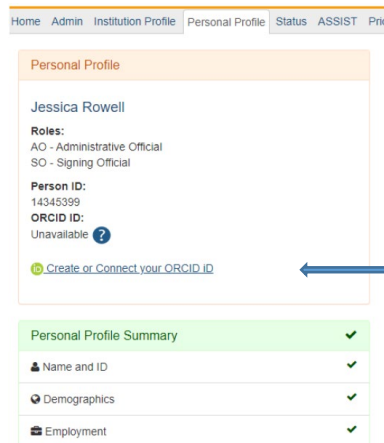 Home Admin Institution Profile Personal Profile Status ASSIST
Personal Profile
Jessica Rowell
Roles:
AO - Administrative Official
SO - Signing Official
Person ID:
14345399
ORCID ID:
Unavailable ?
iD Create or Connect your ORCID iD
Personal Profile Summary
Name and ID
Demographics
Employment